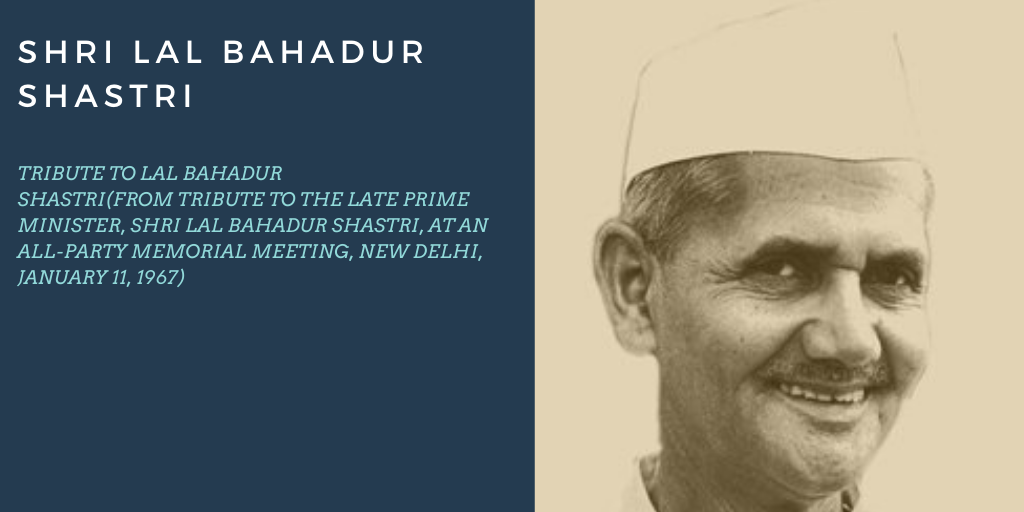 SHRI LAL BAHADUR
SHASTRI
TRIBUTE TO LAL BAHADUR
SHASTRI(FROM TRIBUTE TO THE LATE PRIME
MINISTER, SHRI LAL BAHADUR SHASTRI, AT AN
ALL-PARTY MEMORIAL MEETING, NEW DELHI,
JANUARY 11, 1967)